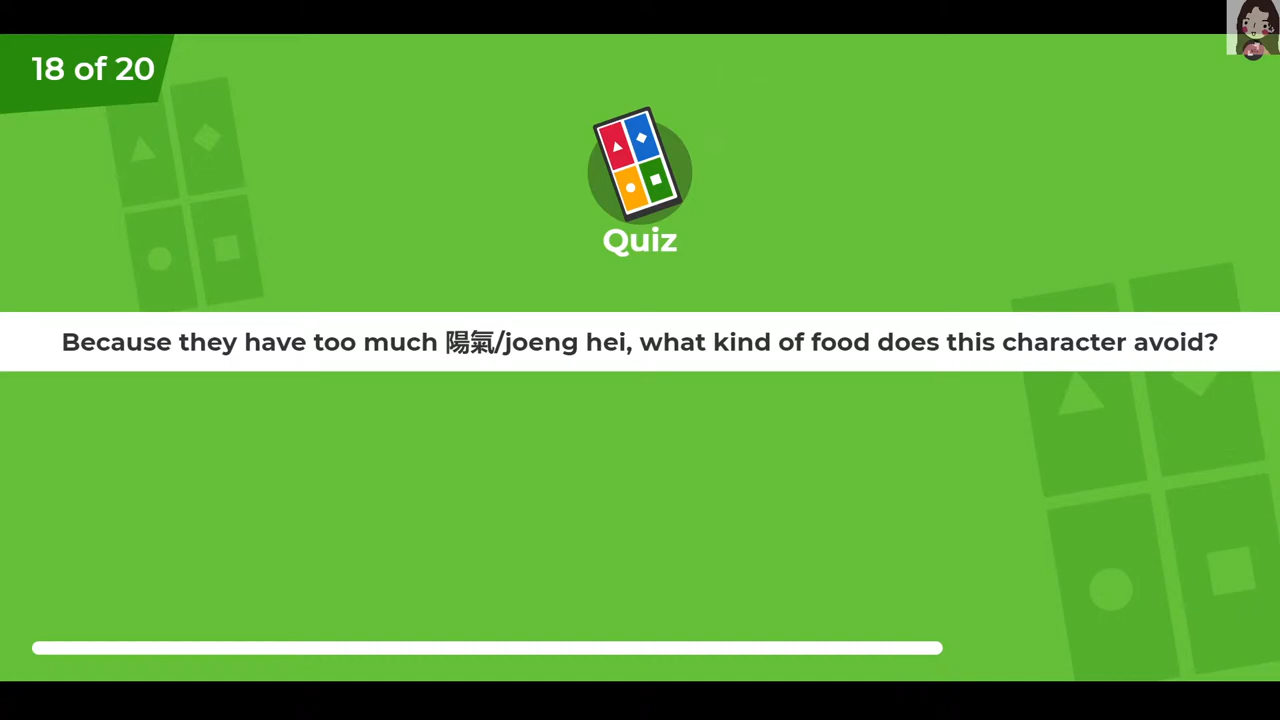 18 of 20
Quiz
Because they have too much 陽氣/joeng hei, what kind of food does this character avoid?